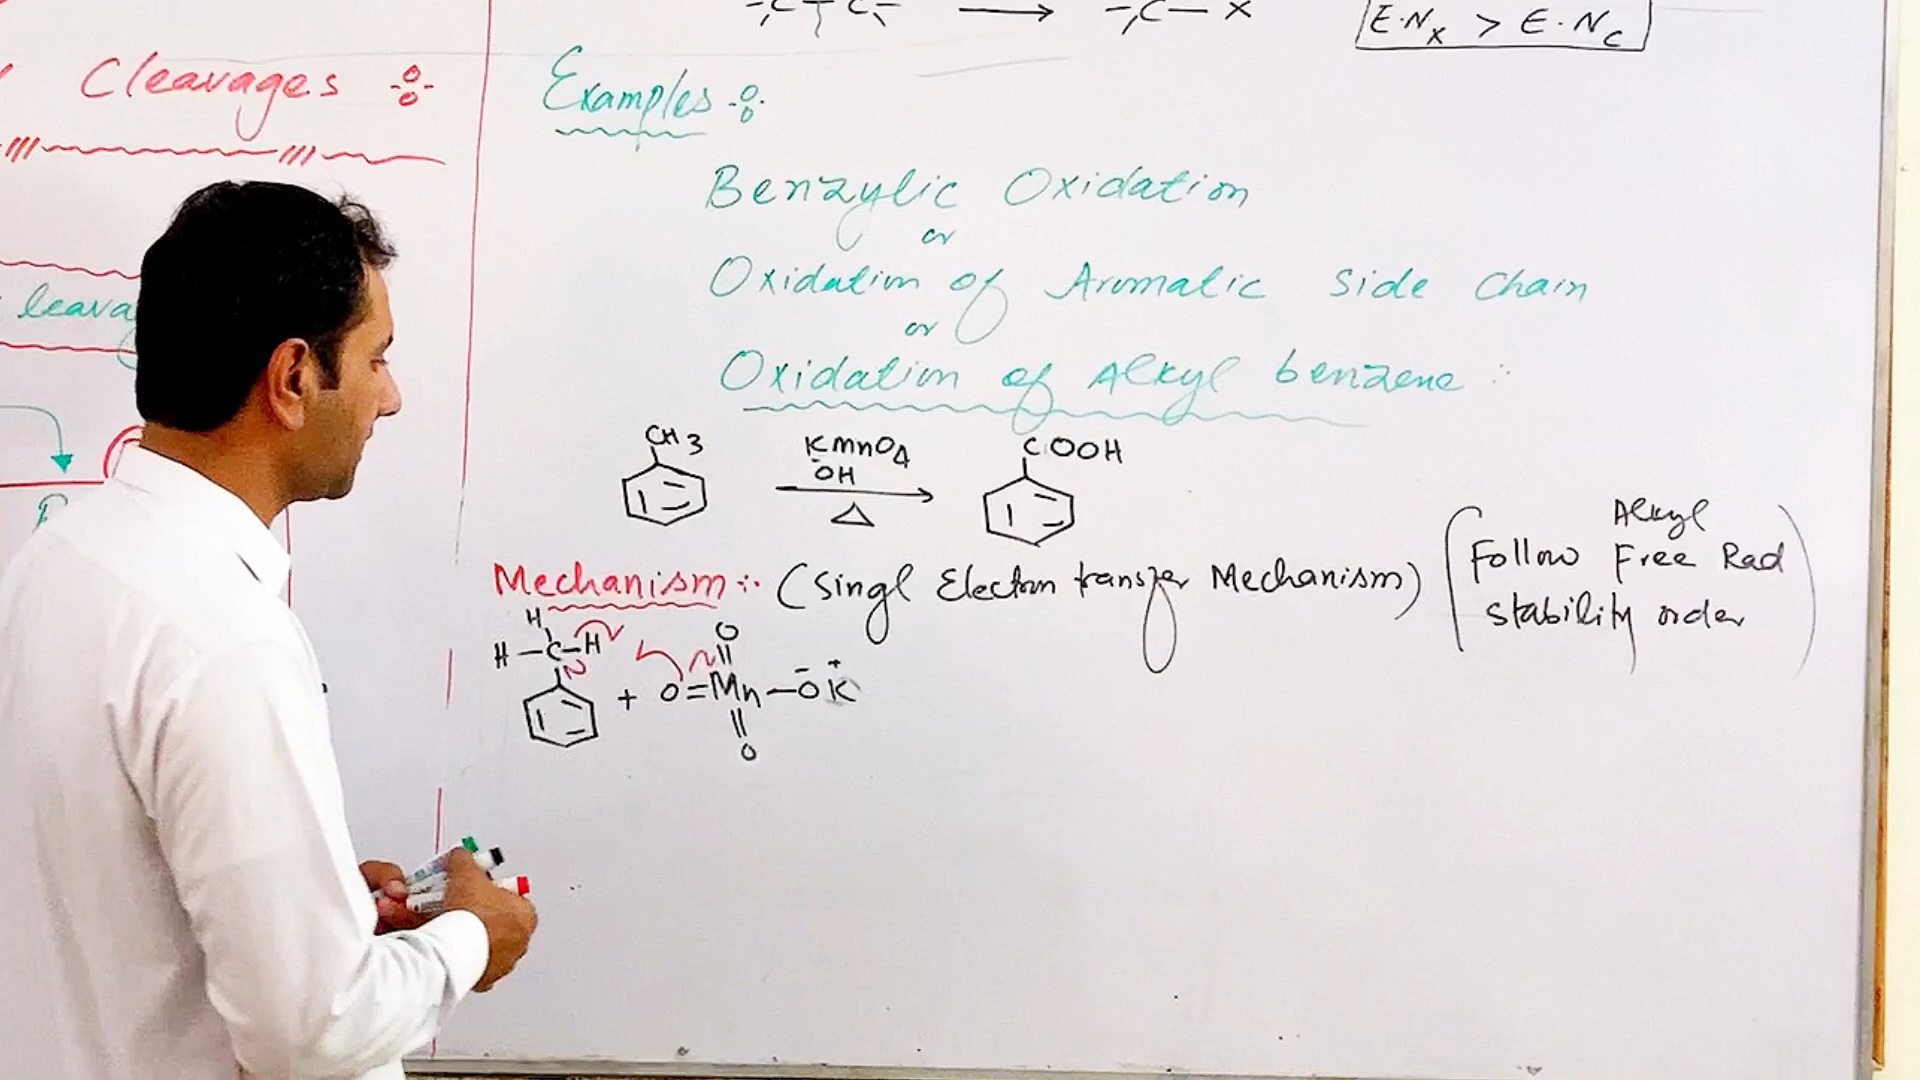 Cleavages
leava
-C- C- → -C-X
E.Nx > E.Nc
Examples
Benzylic Oxidation
or
Oxidation of Aromatic side chain
or
Oxidation of Alkyl benzene
CH3
KMnO4
OH
△
COOH
Mechanism (Singl Electron transfer Mechanism)
(Follow Alkyl Free Rad
stability order)
H
H-C-H
+ O=Mn-O⁻K⁺
O
O